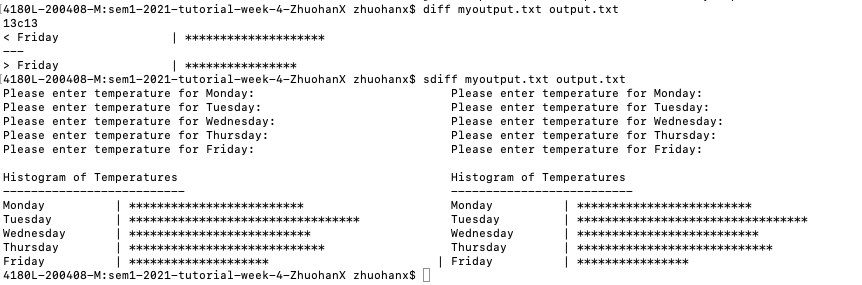 [4180L-200408-M:sem1-2021-tutorial-week-4-ZhuohanX zhuohanx$ diff myoutput.txt output.txt
13c13
< Friday                | ********************
---
> Friday                | ****************
[4180L-200408-M:sem1-2021-tutorial-week-4-ZhuohanX zhuohanx$ sdiff myoutput.txt output.txt
Please enter temperature for Monday:                            Please enter temperature for Monday:
Please enter temperature for Tuesday:                           Please enter temperature for Tuesday:
Please enter temperature for Wednesday:                         Please enter temperature for Wednesday:
Please enter temperature for Thursday:                          Please enter temperature for Thursday:
Please enter temperature for Friday:                            Please enter temperature for Friday:

Histogram of Temperatures                                       Histogram of Temperatures
--------------------------                                      --------------------------
Monday          | *************************                     Monday          | *************************
Tuesday         | *********************************             Tuesday         | *********************************
Wednesday       | **************************                    Wednesday       | **************************
Thursday        | ****************************                  Thursday        | ****************************
Friday          | ********************                        | Friday          | ****************
4180L-200408-M:sem1-2021-tutorial-week-4-ZhuohanX zhuohanx$